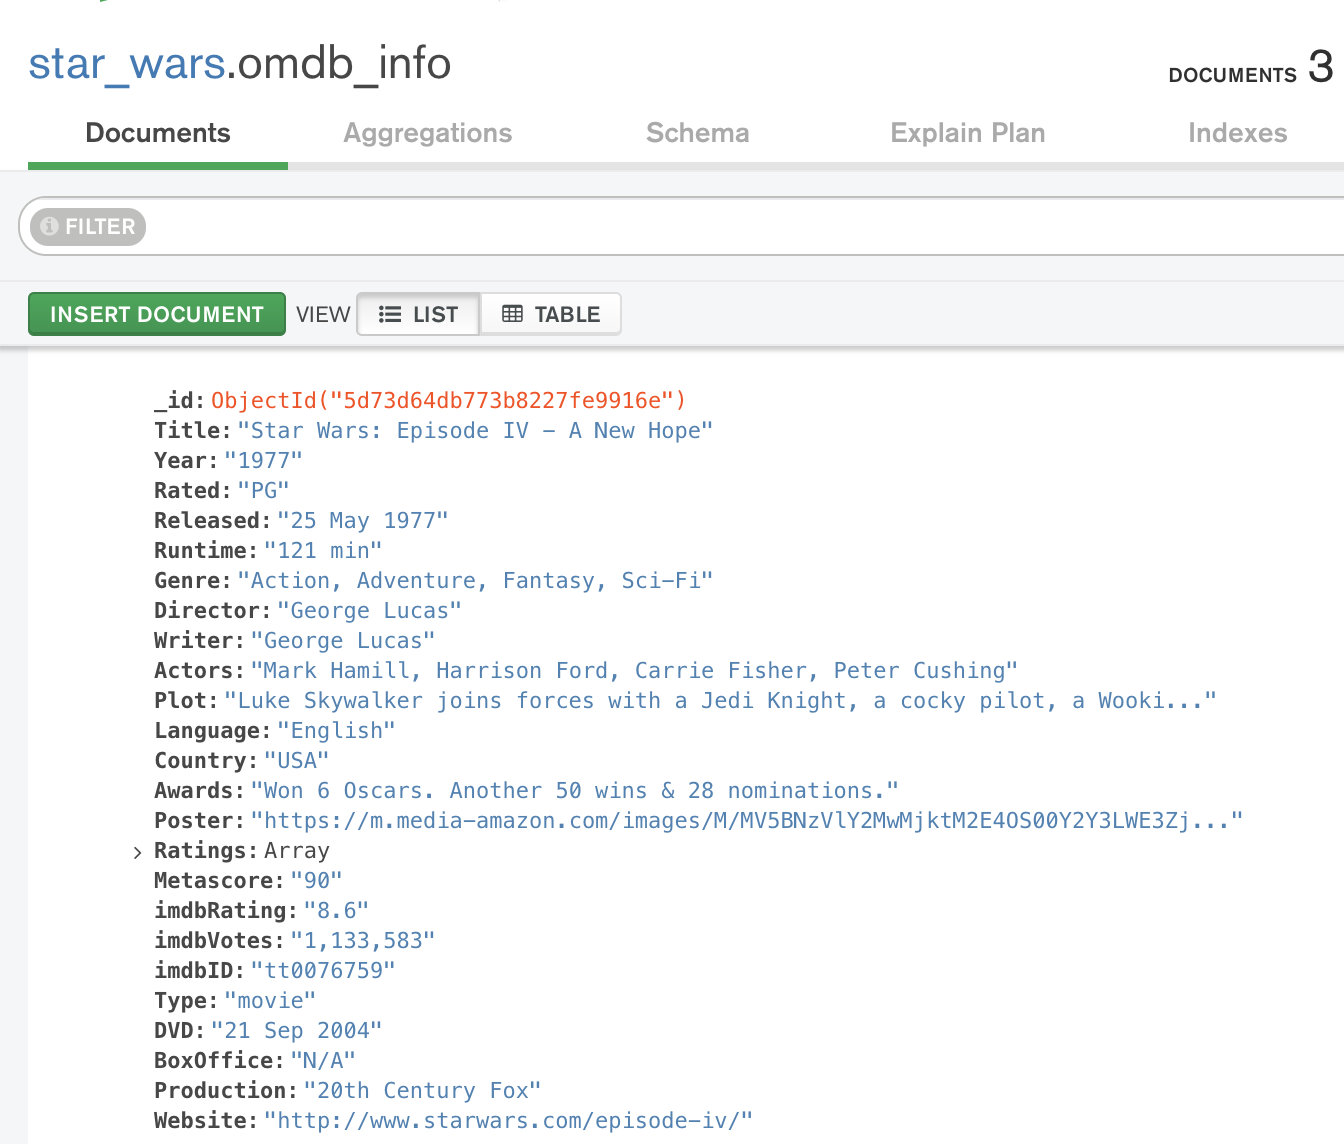 star_wars.omdb_info
DOCUMENTS 3
Documents Aggregations Schema Explain Plan Indexes
FILTER
INSERT DOCUMENT VIEW LIST TABLE
_id: ObjectId("5d73d64db773b8227fe9916e")
Title: "Star Wars: Episode IV - A New Hope"
Year: "1977"
Rated: "PG"
Released: "25 May 1977"
Runtime: "121 min"
Genre: "Action, Adventure, Fantasy, Sci-Fi"
Director: "George Lucas"
Writer: "George Lucas"
Actors: "Mark Hamill, Harrison Ford, Carrie Fisher, Peter Cushing"
Plot: "Luke Skywalker joins forces with a Jedi Knight, a cocky pilot, a Wooki..."
Language: "English"
Country: "USA"
Awards: "Won 6 Oscars. Another 50 wins & 28 nominations."
Poster: "https://m.media-amazon.com/images/M/MV5BNzVlY2MwMjktM2E4OS00Y2Y3LWE3Zj..."
> Ratings: Array
Metascore: "90"
imdbRating: "8.6"
imdbVotes: "1,133,583"
imdbID: "tt0076759"
Type: "movie"
DVD: "21 Sep 2004"
BoxOffice: "N/A"
Production: "20th Century Fox"
Website: "http://www.starwars.com/episode-iv/"